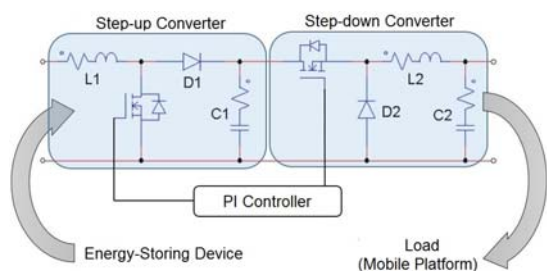 Step-up Converter
Step-down Converter
L1
D1
C1
L2
D2
C2
PI Controller
Energy-Storing Device
Load
(Mobile Platform)